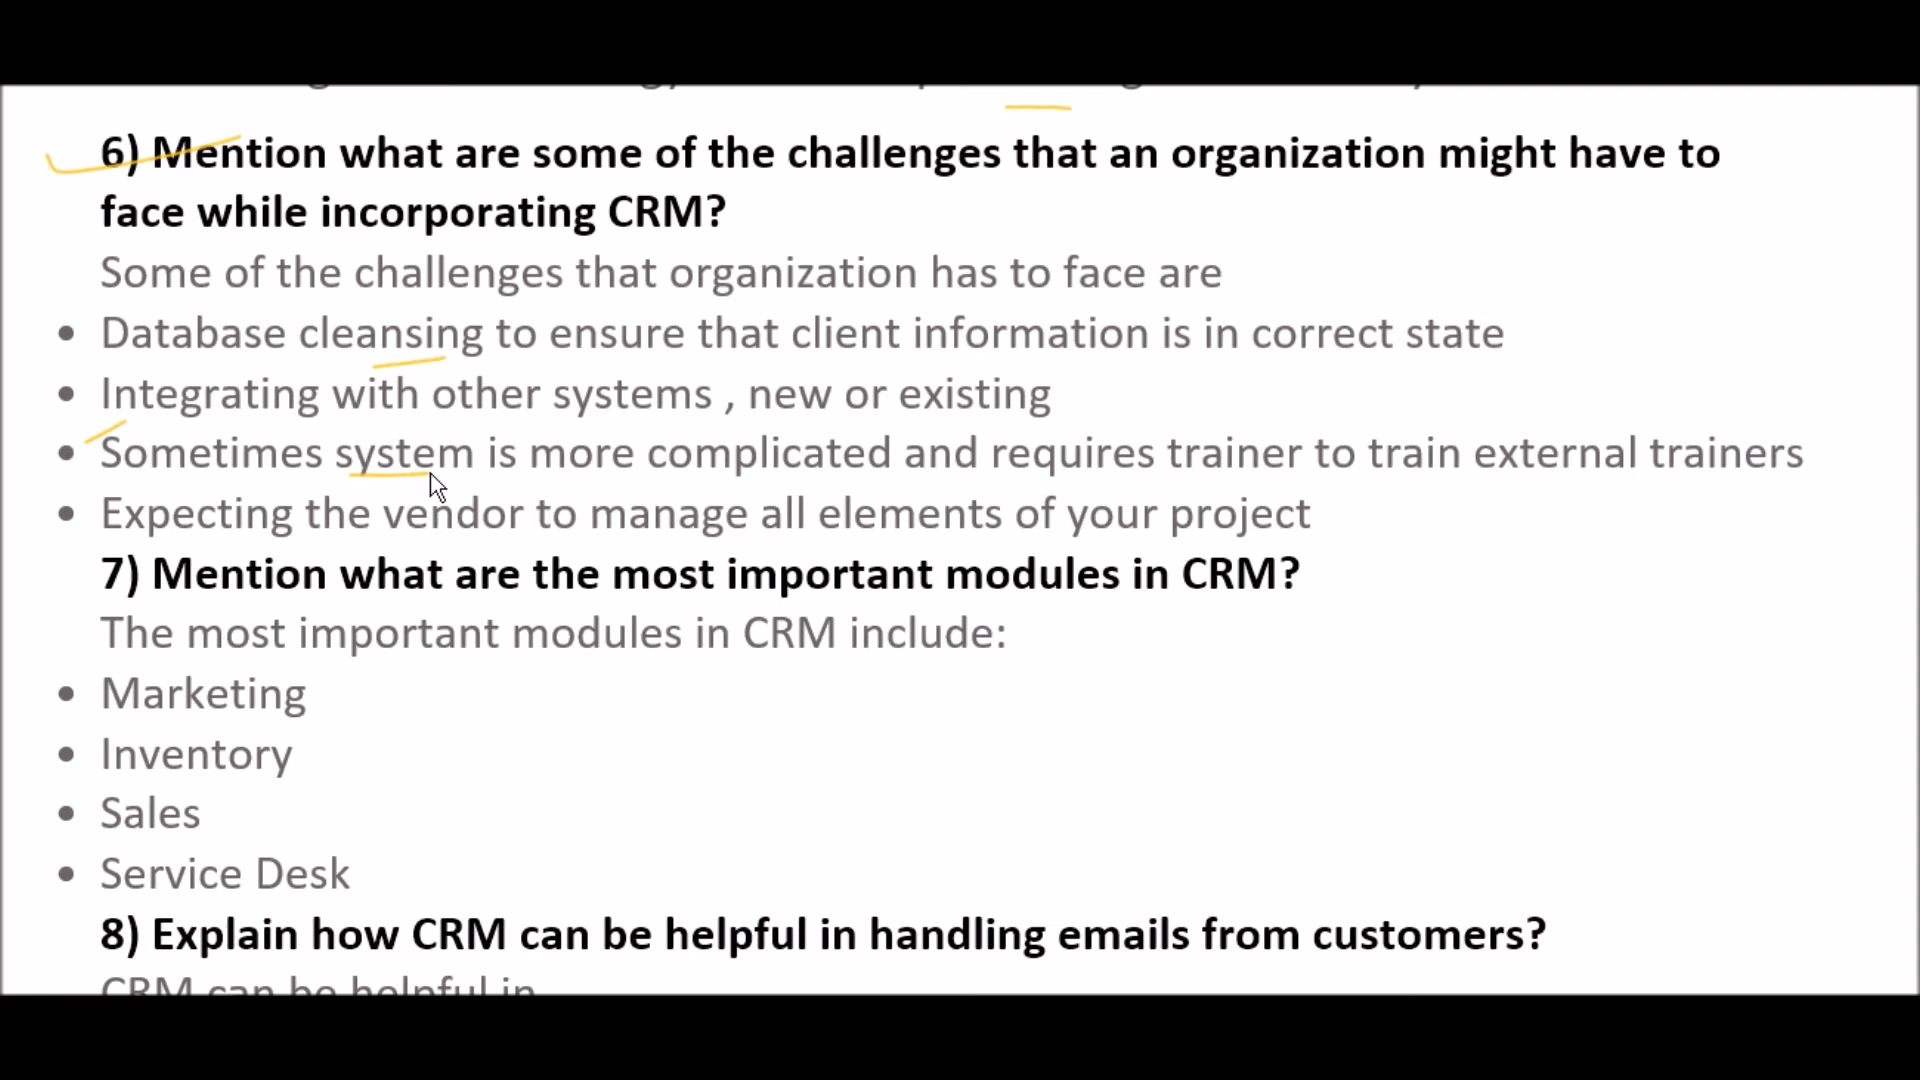 6) Mention what are some of the challenges that an organization might have to
face while incorporating CRM?
Some of the challenges that organization has to face are
• Database cleansing to ensure that client information is in correct state
• Integrating with other systems , new or existing
• Sometimes system is more complicated and requires trainer to train external trainers
• Expecting the vendor to manage all elements of your project
7) Mention what are the most important modules in CRM?
The most important modules in CRM include:
• Marketing
• Inventory
• Sales
• Service Desk
8) Explain how CRM can be helpful in handling emails from customers?
CRM can be helpful in